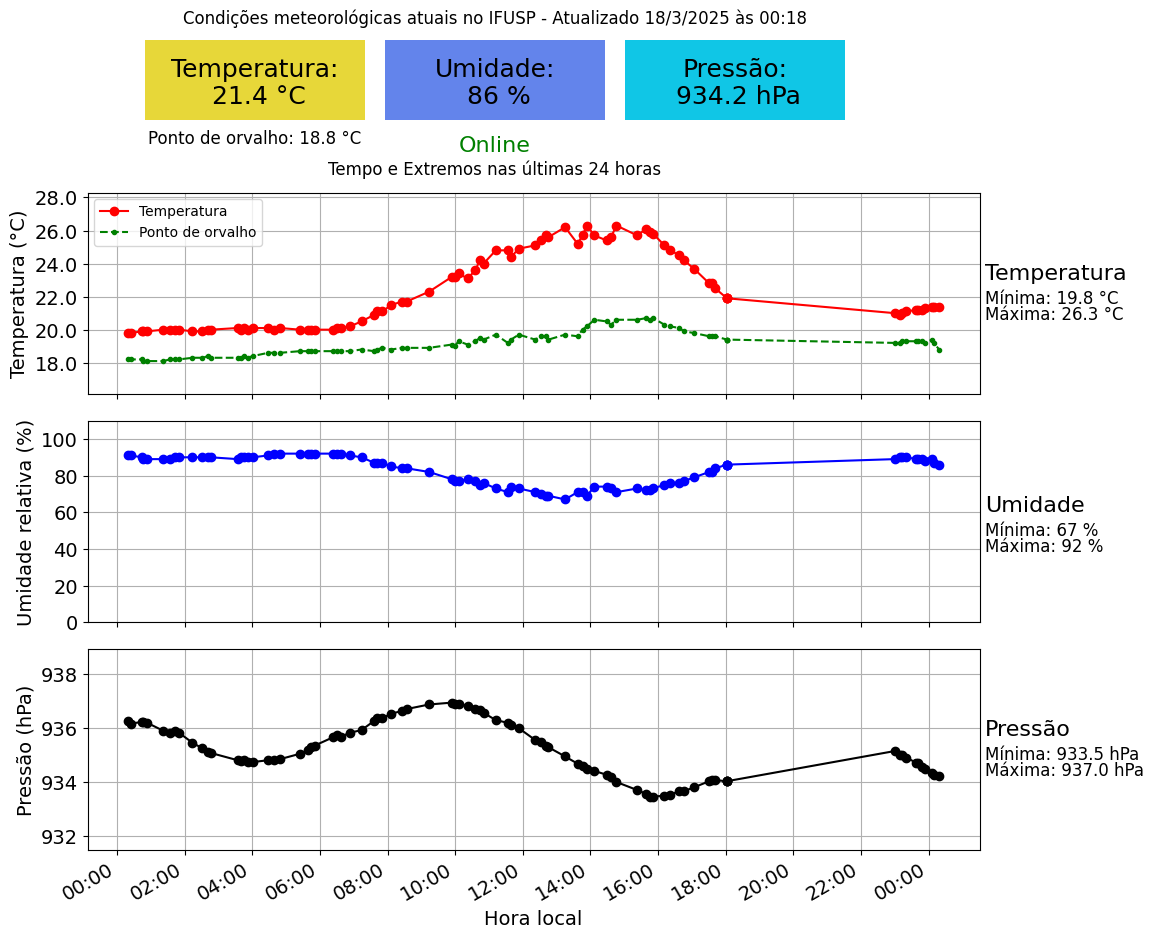 Condições meteorológicas atuais no IFUSP - Atualizado 18/3/2025 às 00:18
Temperatura:
21.4 °C
Umidade:
86 %
Pressão:
934.2 hPa
Ponto de orvalho: 18.8 °C
Online
Tempo e Extremos nas últimas 24 horas
Temperatura (°C)
28.0
26.0
24.0
22.0
20.0
18.0
Temperatura
Ponto de orvalho
Temperatura
Mínima: 19.8 °C
Máxima: 26.3 °C
Umidade relativa (%)
100
80
60
40
20
0
Umidade
Mínima: 67 %
Máxima: 92 %
Pressão (hPa)
938
936
934
932
Pressão
Mínima: 933.5 hPa
Máxima: 937.0 hPa
00:00 02:00 04:00 06:00 08:00 10:00 12:00 14:00 16:00 18:00 20:00 22:00 00:00
Hora local